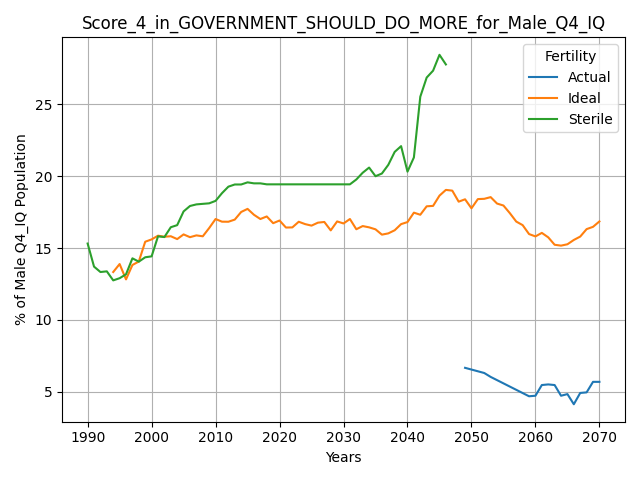 Score_4_in_GOVERNMENT_SHOULD_DO_MORE_for_Male_Q4_IQ
Fertility
Actual
Ideal
Sterile
% of Male Q4_IQ Population
25
20
15
10
5
1990 2000 2010 2020 2030 2040 2050 2060 2070
Years